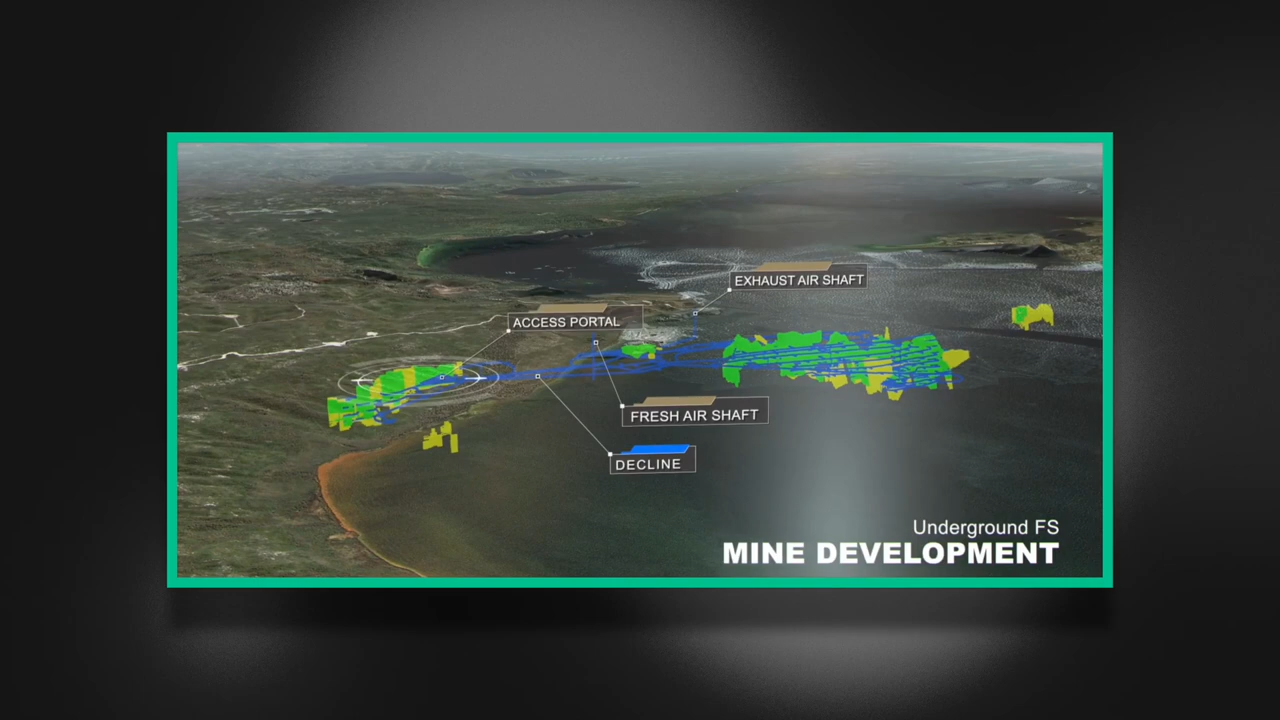 EXHAUST AIR SHAFT
ACCESS PORTAL
FRESH AIR SHAFT
DECLINE
Underground FS
MINE DEVELOPMENT